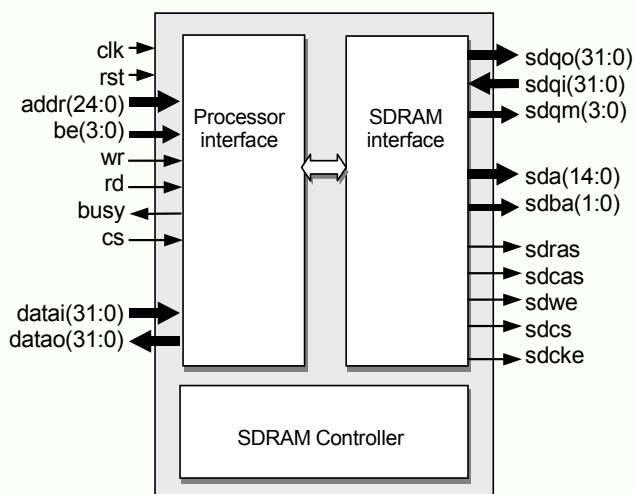 clk
rst
addr(24:0)
be(3:0)
wr
rd
busy
cs
datai(31:0)
datao(31:0)
Processor
interface
SDRAM
interface
sdqo(31:0)
sdqi(31:0)
sdqm(3:0)
sda(14:0)
sdba(1:0)
sdras
sdcas
sdwe
sdcs
sdcke
SDRAM Controller